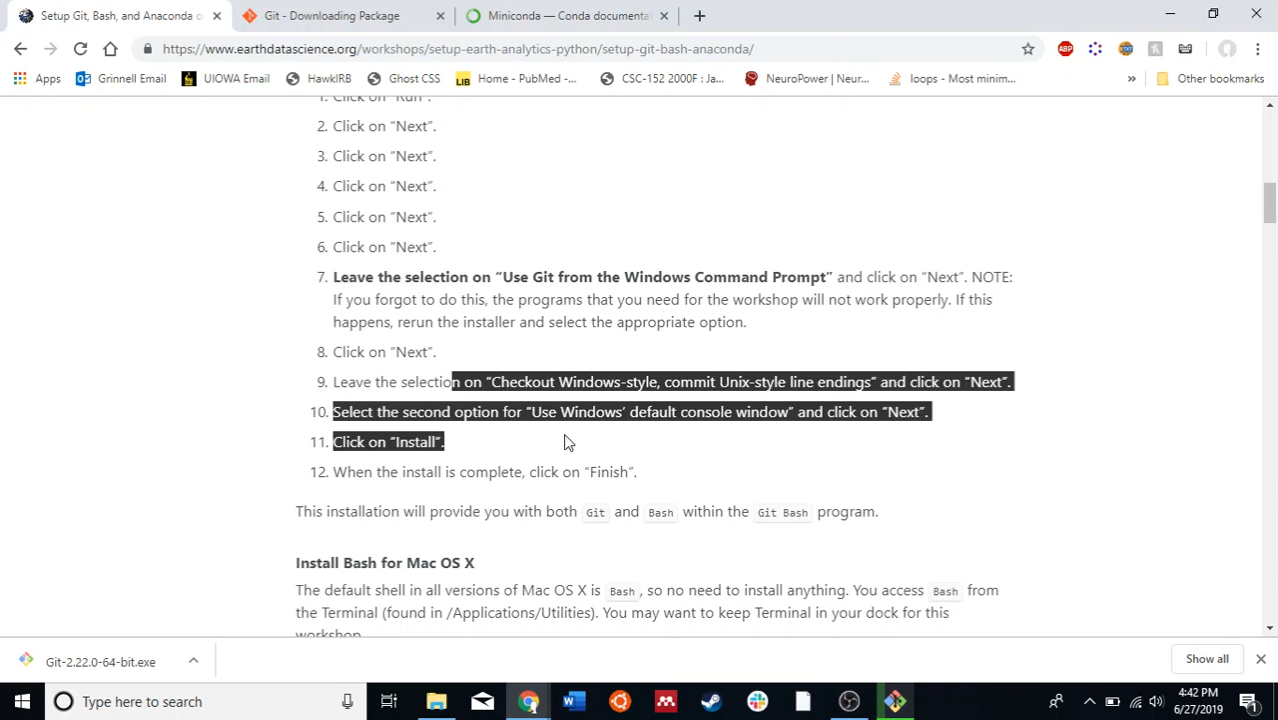 Setup Git, Bash, and Anaconda o
Git - Downloading Package
Miniconda — Conda documentat
https://www.earthdatascience.org/workshops/setup-earth-analytics-python/setup-git-bash-anaconda/
ABP
Apps
Grinnell Email
UIOWA Email
HawkIRB
Ghost CSS
LIB
Home - PubMed -...
CSC-152 2000F : Ja...
NeuroPower | Neur...
loops - Most minim...
»
Other bookmarks
1. Click on “Run”.
2. Click on “Next”.
3. Click on “Next”.
4. Click on “Next”.
5. Click on “Next”.
6. Click on “Next”.
7. Leave the selection on “Use Git from the Windows Command Prompt” and click on “Next”. NOTE:
If you forgot to do this, the programs that you need for the workshop will not work properly. If this
happens, rerun the installer and select the appropriate option.
8. Click on “Next”.
9. Leave the selection on “Checkout Windows-style, commit Unix-style line endings” and click on “Next”.
10. Select the second option for “Use Windows’ default console window” and click on “Next”.
11. Click on “Install”.
12. When the install is complete, click on “Finish”.
This installation will provide you with both Git and Bash within the Git Bash program.
Install Bash for Mac OS X
The default shell in all versions of Mac OS X is Bash, so no need to install anything. You access Bash from
the Terminal (found in /Applications/Utilities). You may want to keep Terminal in your dock for this
workshop.
Git-2.22.0-64-bit.exe
Show all
Type here to search
4:42 PM
6/27/2019
1